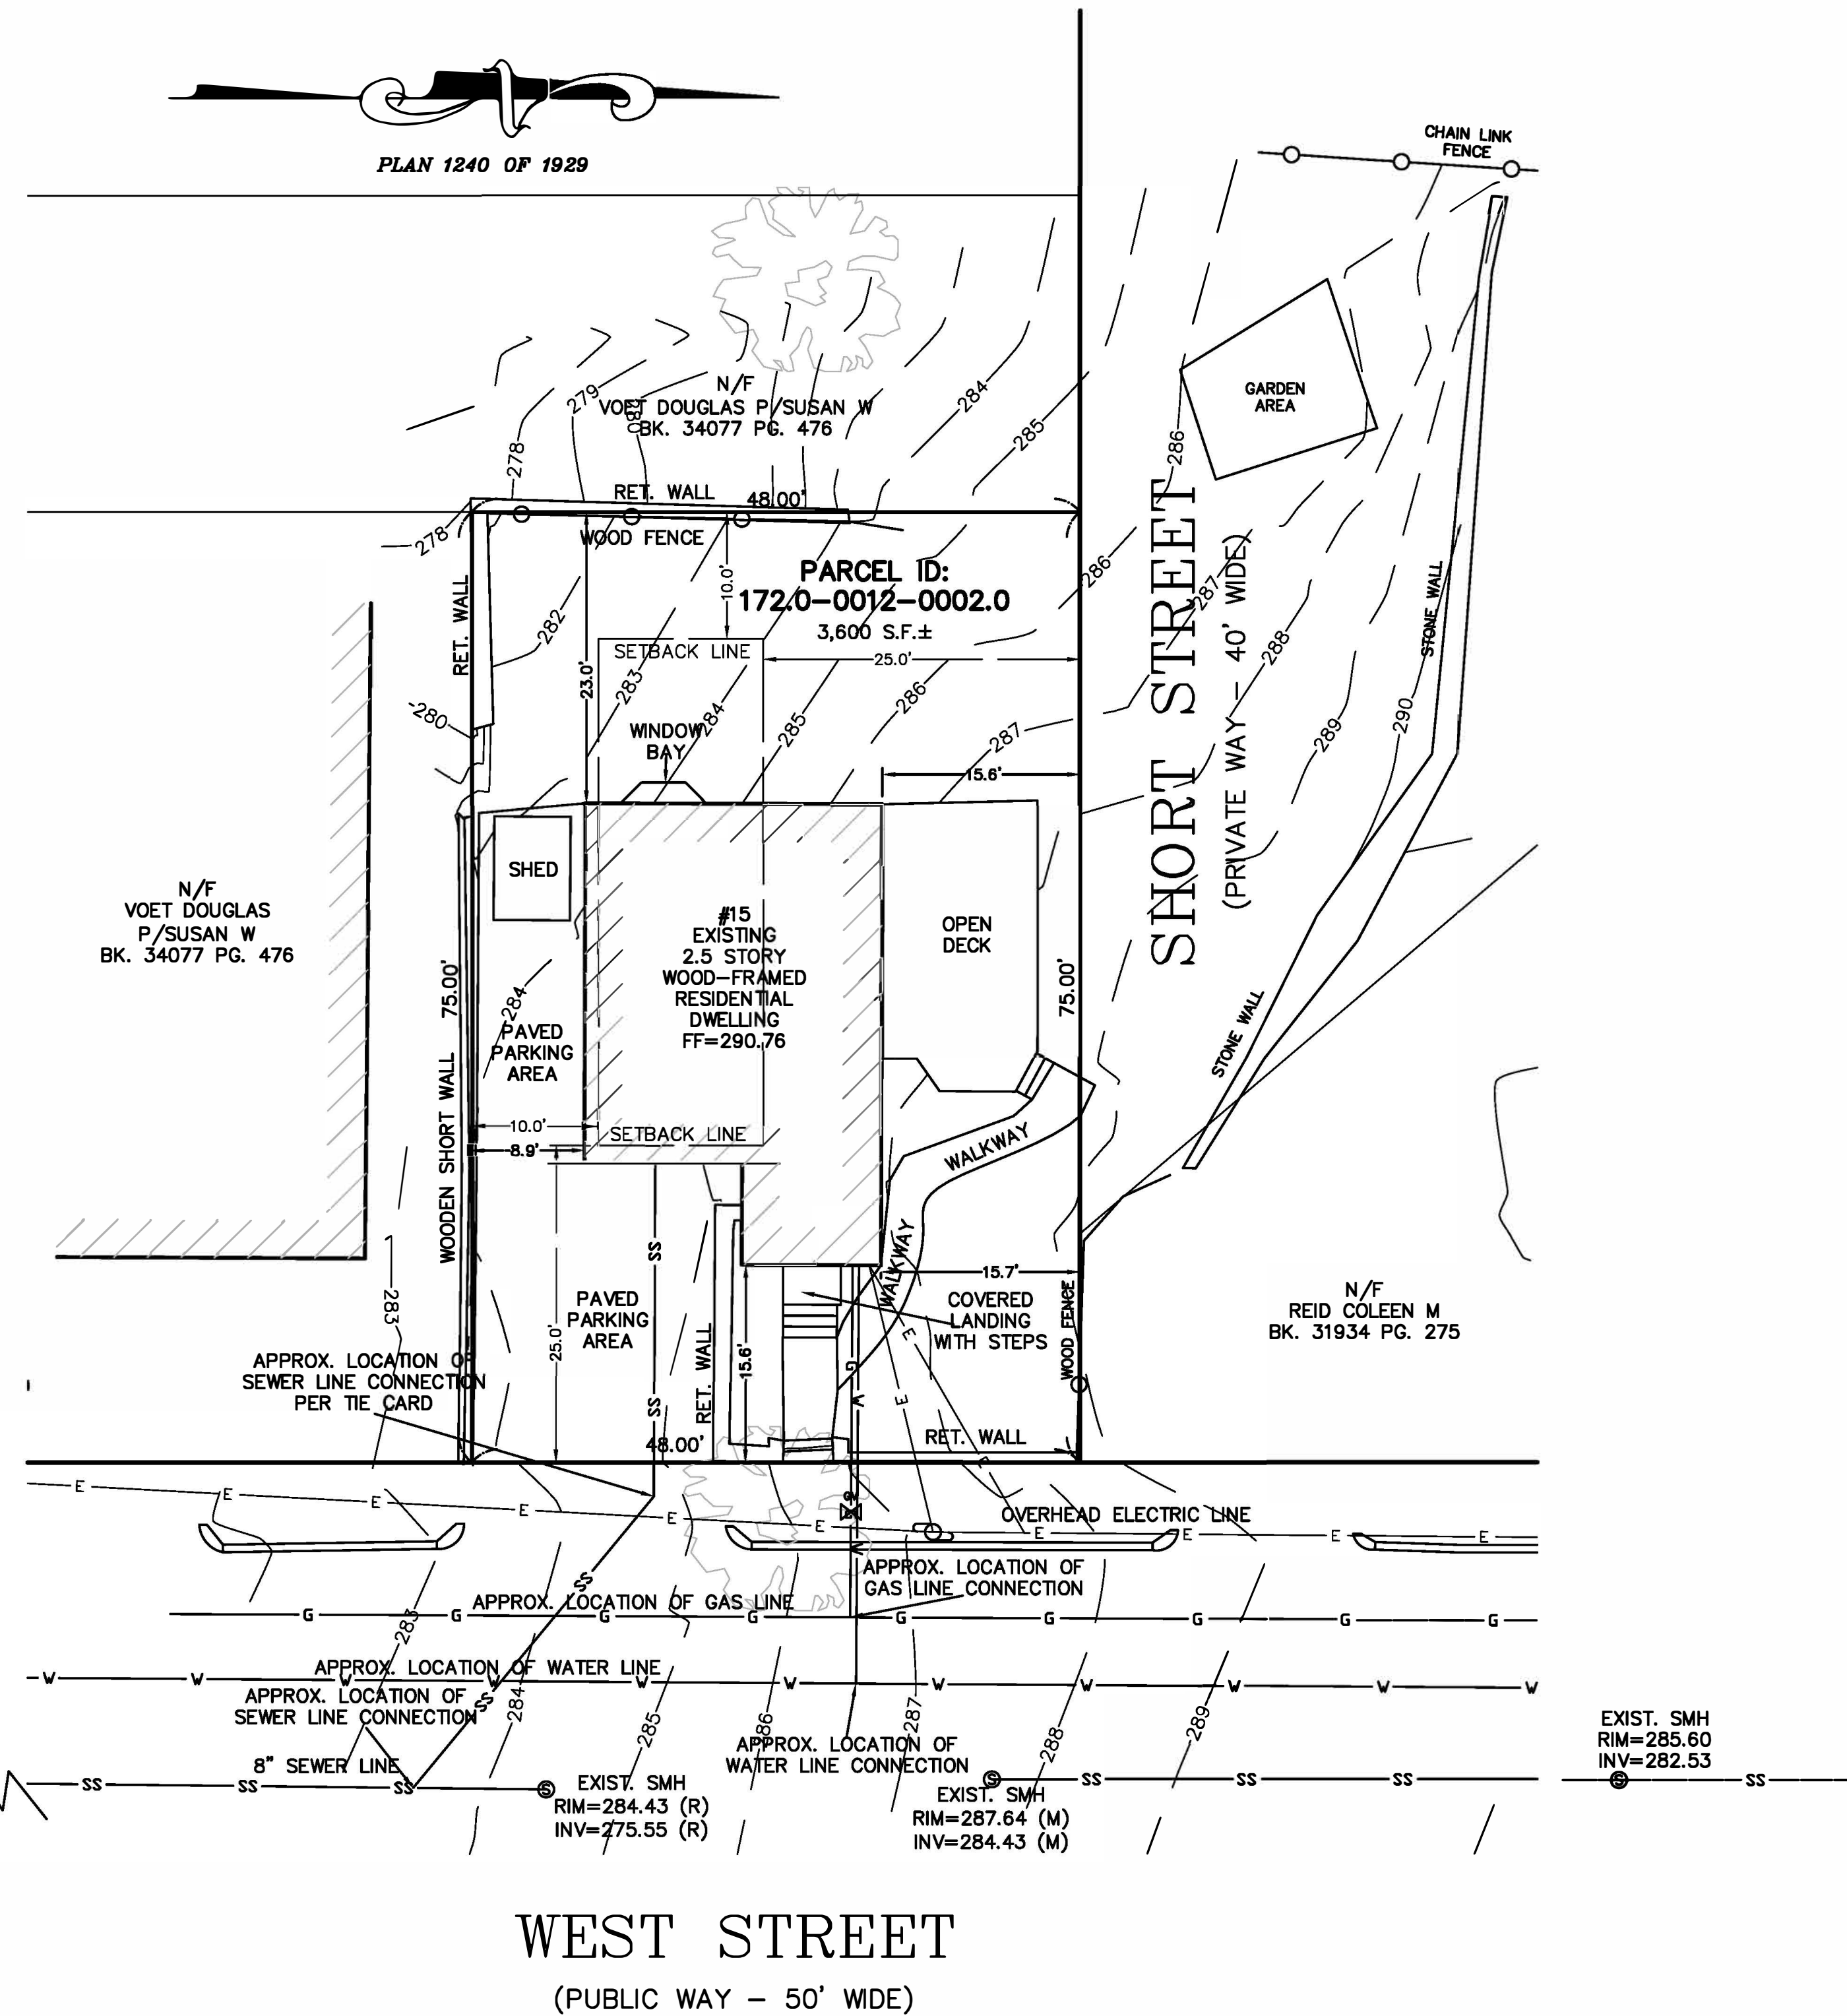 PLAN 1240 OF 1929
CHAIN LINK
FENCE
GARDEN
AREA
N/F
VOET DOUGLAS P/SUSAN W
BK. 34077 PG. 476
279
280
278
284
285
286
RET. WALL
48.00'
WOOD FENCE
278
RET. WALL
282
10.0'
PARCEL ID:
172.0-0012-0002.0
3,600 S.F.±
SETBACK LINE
25.0'
23.0'
283
284
285
286
287
286
287
288
289
290
-280
WINDOW
BAY
15.6'
SHORT STREET
(PRIVATE WAY - 40' WIDE)
STONE WALL
STONE WALL
SHED
N/F
VOET DOUGLAS
P/SUSAN W
BK. 34077 PG. 476
#15
EXISTING
2.5 STORY
WOOD-FRAMED
RESIDENTIAL
DWELLING
FF=290.76
OPEN
DECK
75.00'
75.00'
284
PAVED
PARKING
AREA
WOODEN SHORT WALL
10.0'
8.9'
SETBACK LINE
WALKWAY
WALKWAY
15.7'
283
25.0'
SS
SS
PAVED
PARKING
AREA
RET. WALL
15.6'
COVERED
LANDING
WITH STEPS
WOOD FENCE
N/F
REID COLEEN M
BK. 31934 PG. 275
APPROX. LOCATION OF
SEWER LINE CONNECTION
PER TIE CARD
G
W
E
E
E
RET. WALL
48.00'
E E E E E E E E E E
GV
W
OVERHEAD ELECTRIC LINE
APPROX. LOCATION OF
GAS LINE CONNECTION
SS
APPROX. LOCATION OF GAS LINE
G G G G G G G G G
283
APPROX. LOCATION OF WATER LINE
W W W W W W W W W W W
APPROX. LOCATION OF
SEWER LINE CONNECTION
SS
284
285
286
287
288
289
APPROX. LOCATION OF
WATER LINE CONNECTION
8" SEWER LINE
SS SS SS
S
EXIST. SMH
RIM=284.43 (R)
INV=275.55 (R)
S
SS SS SS
EXIST. SMH
RIM=287.64 (M)
INV=284.43 (M)
EXIST. SMH
RIM=285.60
INV=282.53
S
SS
WEST STREET
(PUBLIC WAY - 50' WIDE)